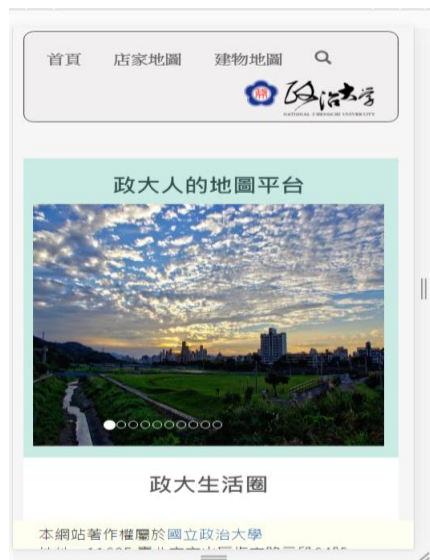 首頁 店家地圖 建物地圖
政治大學
NATIONAL CHENGCHI UNIVERSITY
政大人的地圖平台
政大生活圈
本網站著作權屬於國立政治大學